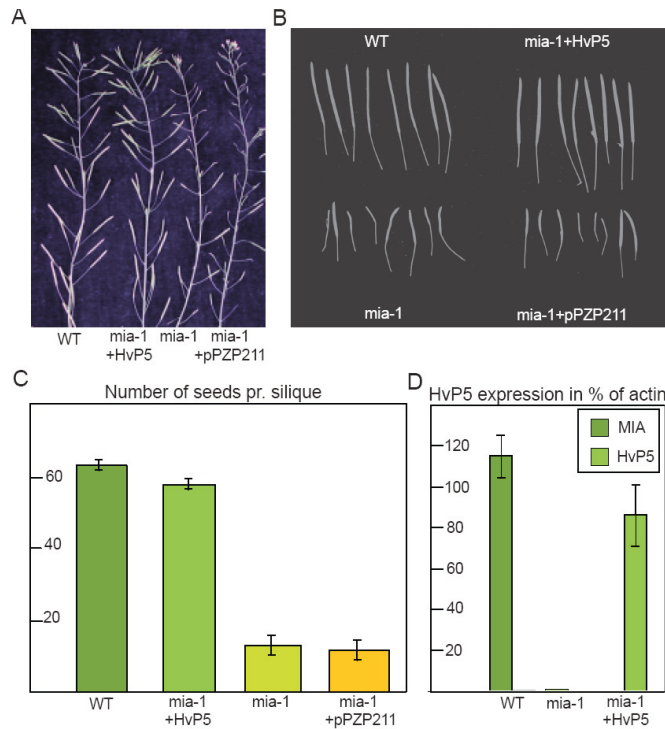 A
WT
mia-1
+HvP5
mia-1
mia-1
+pPZP211
B
WT
mia-1+HvP5
mia-1
mia-1+pPZP211
C
Number of seeds pr. silique
60
40
20
WT
mia-1
+HvP5
mia-1
mia-1
+pPZP211
D
HvP5 expression in % of actin
MIA
HvP5
120
100
80
60
40
20
WT
mia-1
mia-1
+HvP5